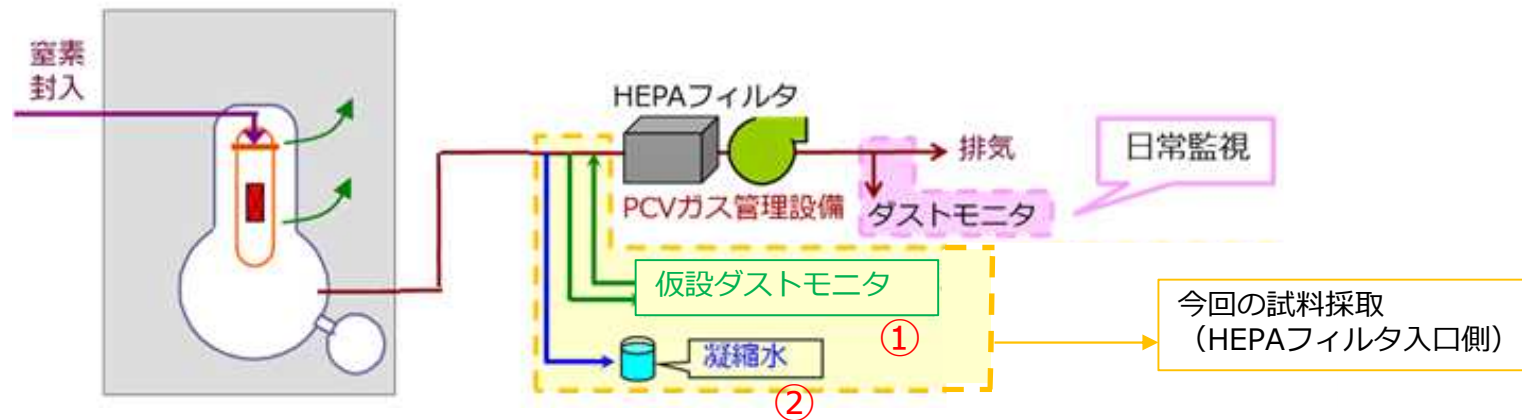 窒素
封入
HEPAフィルタ
排気
日常監視
PCVガス管理設備
ダストモニタ
仮設ダストモニタ
①
凝縮水
②
今回の試料採取
（HEPAフィルタ入口側）